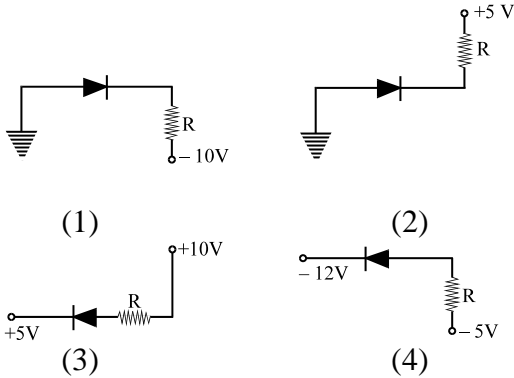 +5 V
R
R
– 10V
(1)
(2)
+10V
R
+5V
– 12V
R
– 5V
(3)
(4)